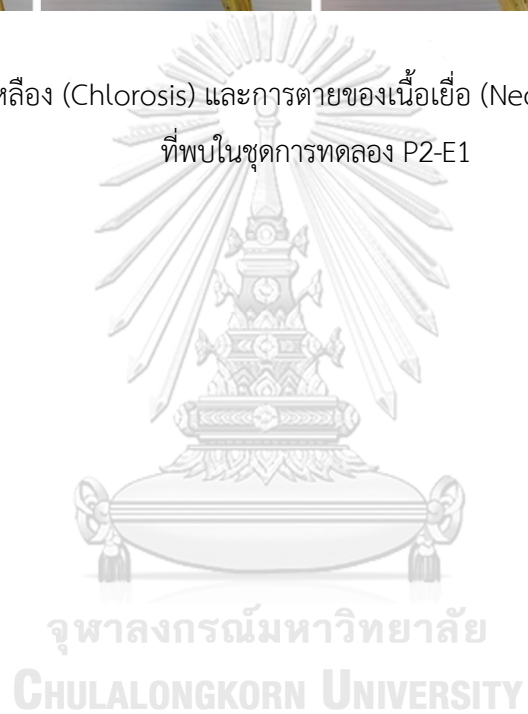 หลือง (Chlorosis) และการตายของเนื้อเยื่อ (Nec
ที่พบในชุดการทดลอง P2-E1
จุฬาลงกรณ์มหาวิทยาลัย
CHULALONGKORN UNIVERSITY